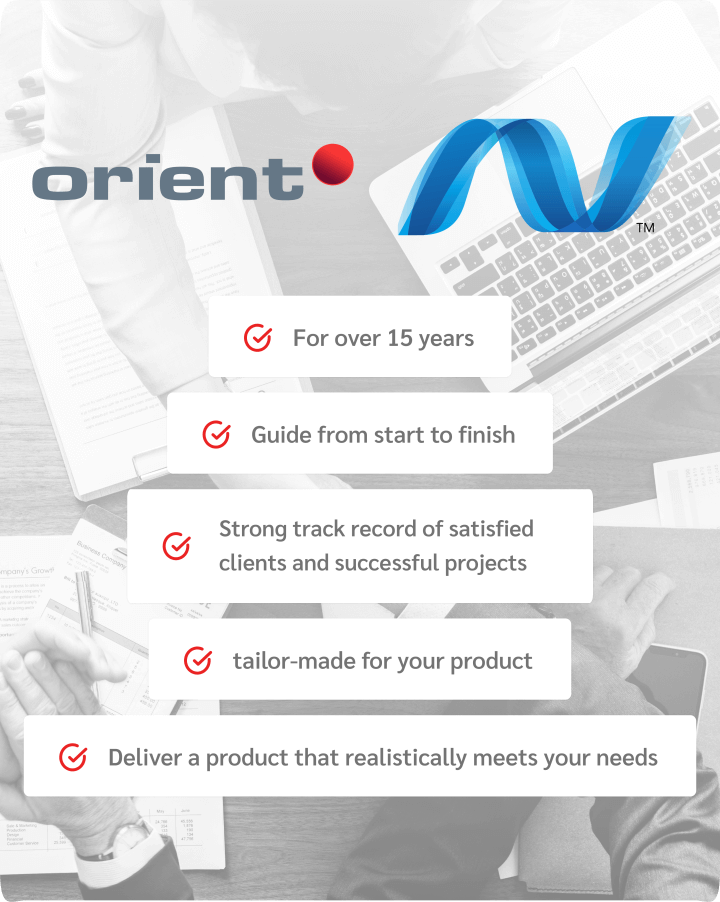 orient
TM
For over 15 years
Guide from start to finish
Strong track record of satisfied
clients and successful projects
tailor-made for your product
Deliver a product that realistically meets your needs